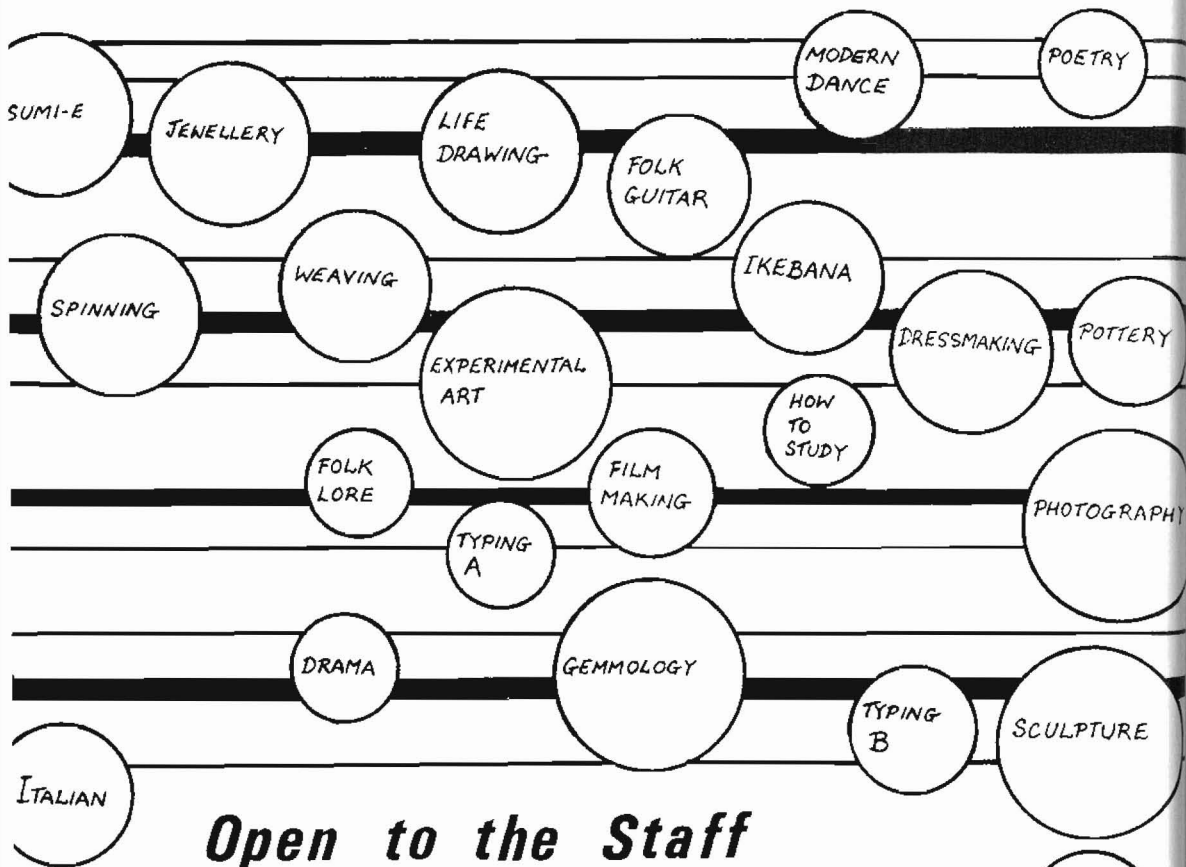 SUMI-E
JEWELLERY
LIFE
DRAWING
FOLK
GUITAR
MODERN
DANCE
POETRY
SPINNING
WEAVING
EXPERIMENTAL
ART
IKEBANA
DRESSMAKING
POTTERY
HOW
TO
STUDY
FOLK
LORE
TYPING
A
FILM
MAKING
PHOTOGRAPHY
DRAMA
GEMMOLOGY
TYPING
B
SCULPTURE
ITALIAN
Open to the Staff